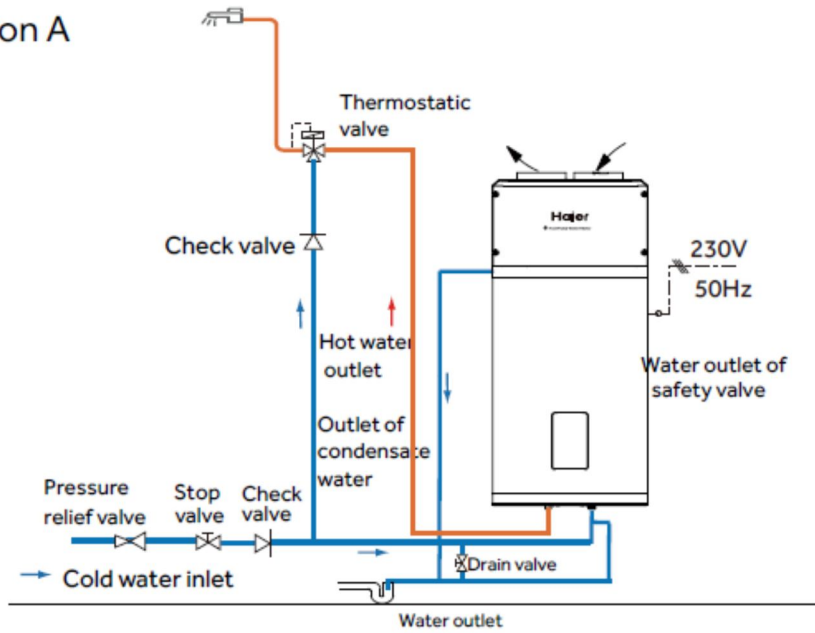 on A
Thermostatic
valve
Haier
Check valve
230V
50Hz
Hot water
outlet
Water outlet of
safety valve
Outlet of
condensate
water
Pressure
relief valve
Stop
valve
Check
valve
Drain valve
Cold water inlet
Water outlet